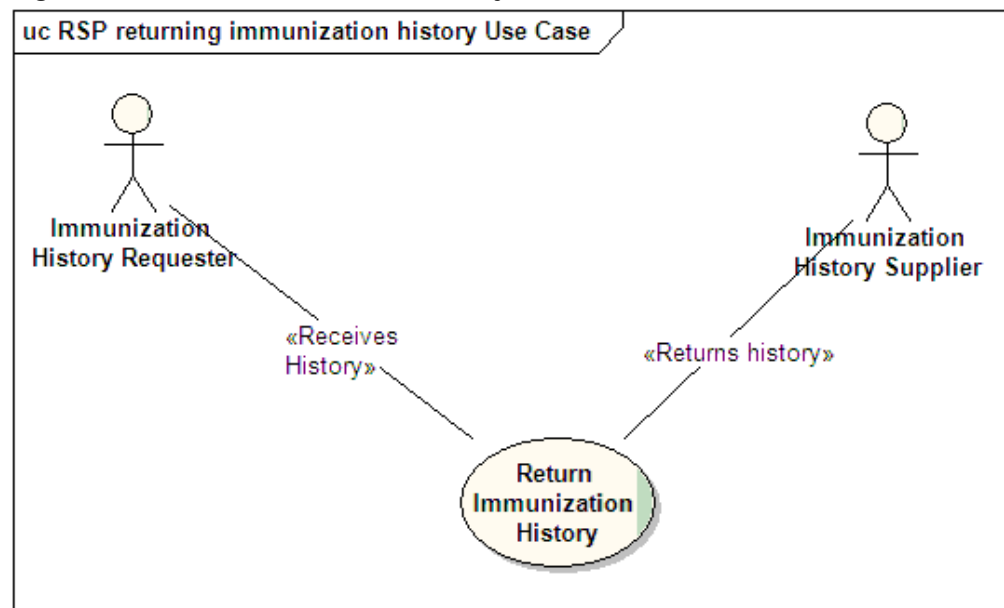 uc RSP returning immunization history Use Case
Immunization
History Requester
Immunization
History Supplier
«Receives
History»
«Returns history»
Return
Immunization
History